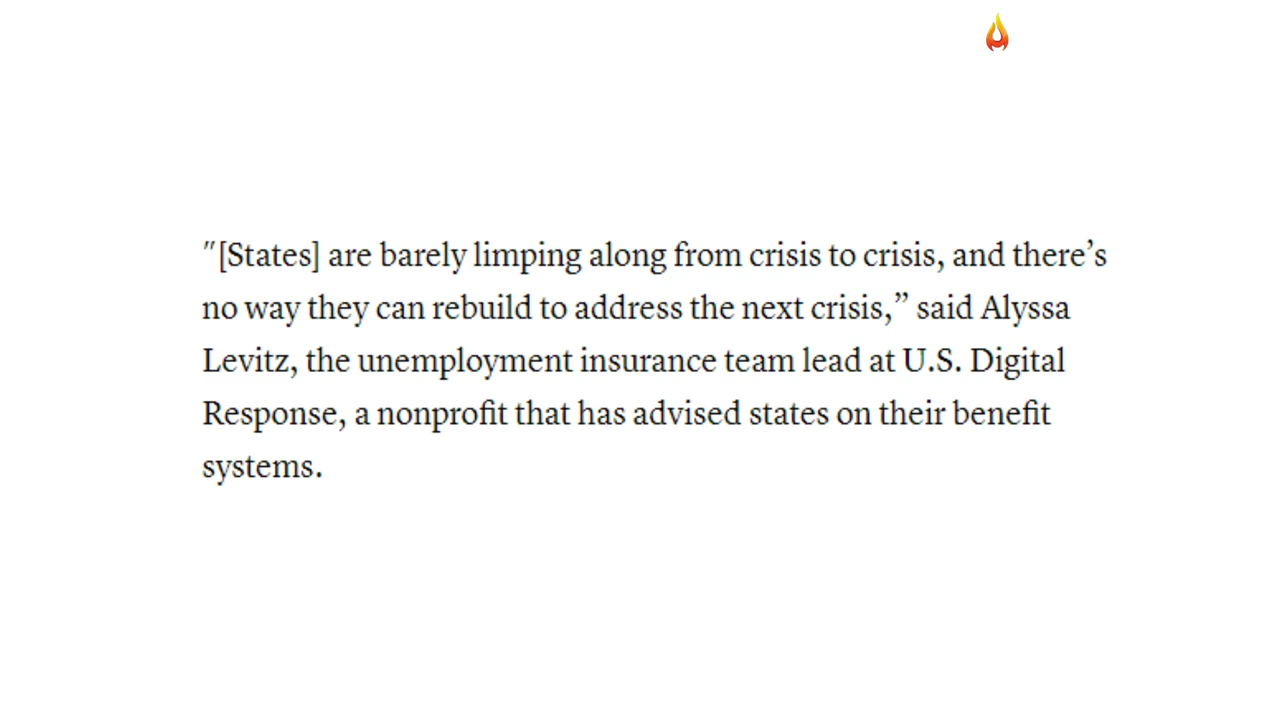 "[States] are barely limping along from crisis to crisis, and there’s
no way they can rebuild to address the next crisis,” said Alyssa
Levitz, the unemployment insurance team lead at U.S. Digital
Response, a nonprofit that has advised states on their benefit
systems.